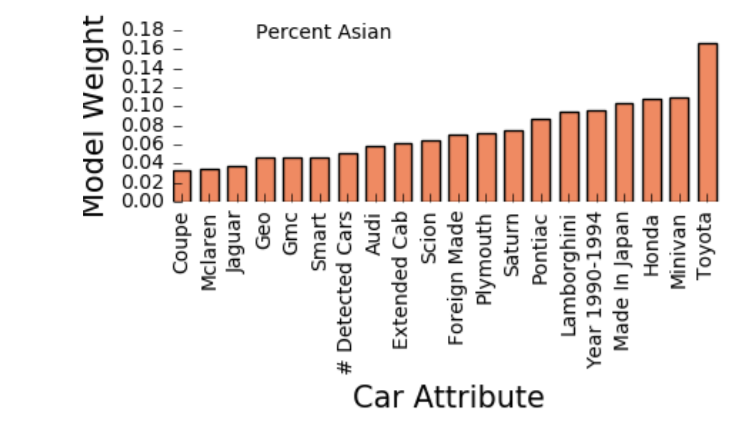 Percent Asian
Model Weight
0.18
0.16
0.14
0.12
0.10
0.08
0.06
0.04
0.02
0.00
Coupe
Mclaren
Jaguar
Geo
Gmc
Smart
# Detected Cars
Audi
Extended Cab
Scion
Foreign Made
Plymouth
Saturn
Pontiac
Lamborghini
Year 1990-1994
Made In Japan
Honda
Minivan
Toyota
Car Attribute